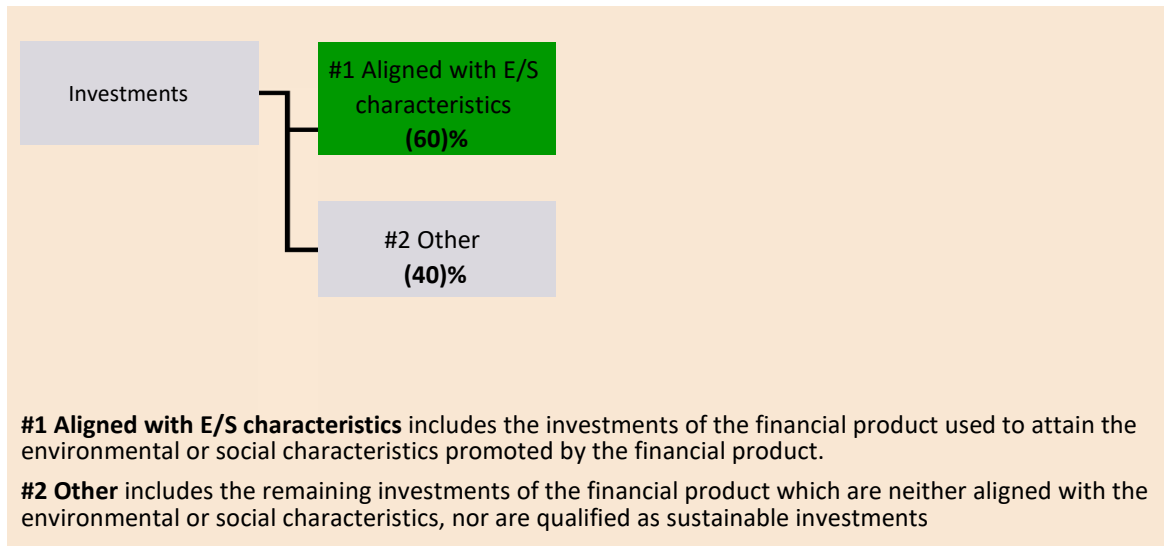 Investments
#1 Aligned with E/S
characteristics
(60)%
#2 Other
(40)%
#1 Aligned with E/S characteristics includes the investments of the financial product used to attain the
environmental or social characteristics promoted by the financial product.
#2 Other includes the remaining investments of the financial product which are neither aligned with the
environmental or social characteristics, nor are qualified as sustainable investments